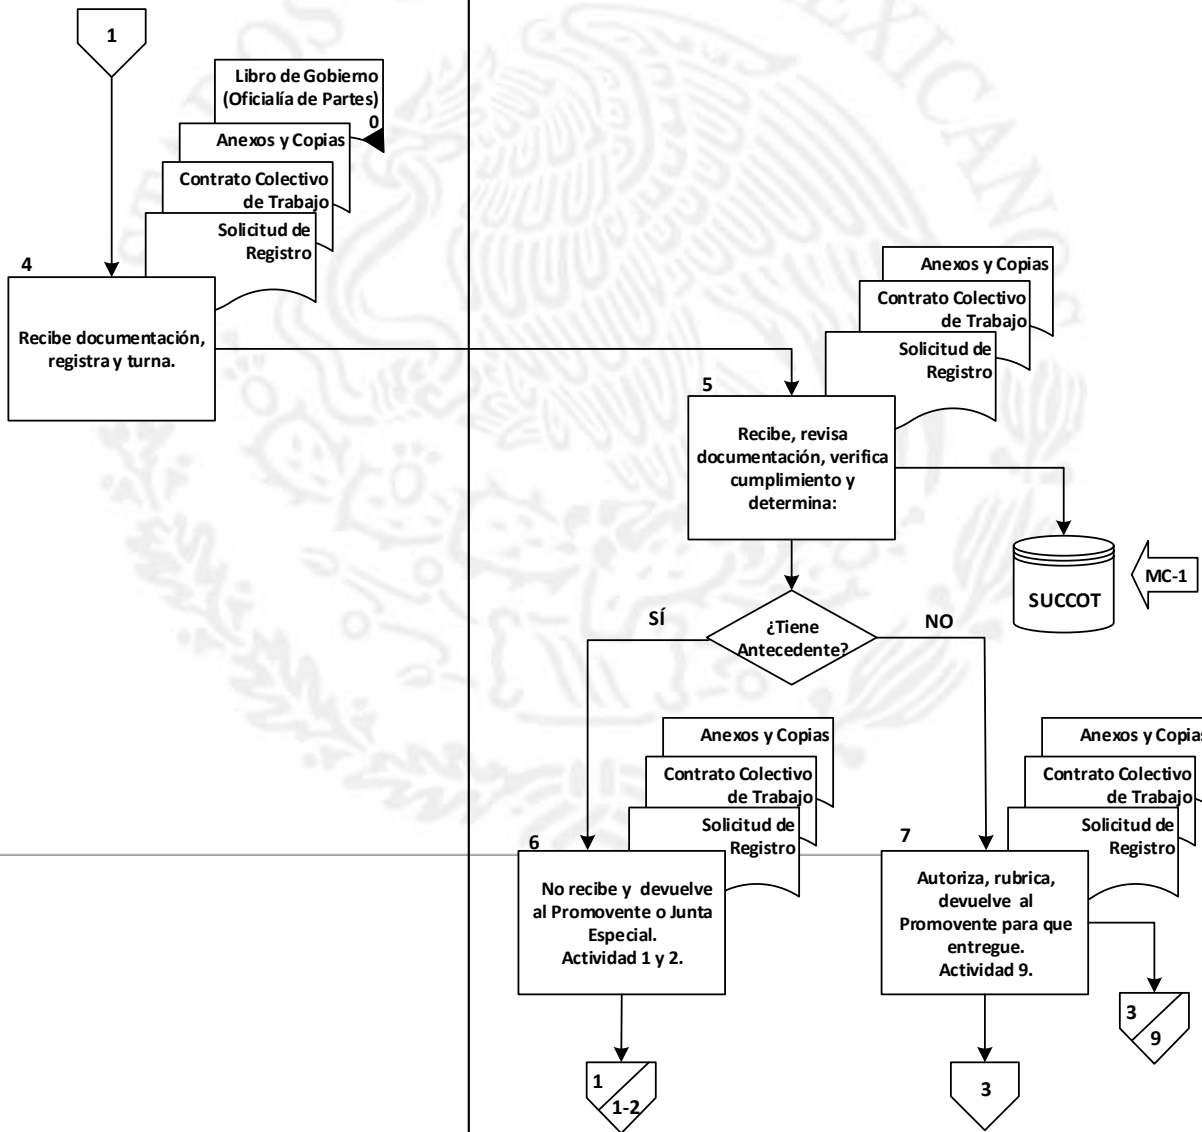 1
Libro de Gobierno
(Oficialía de Partes)
0
Anexos y Copias
Contrato Colectivo
de Trabajo
Solicitud de
Registro
4
Recibe documentación,
registra y turna.
Anexos y Copias
Contrato Colectivo
de Trabajo
Solicitud de
Registro
5
Recibe, revisa
documentación, verifica
cumplimiento y
determina:
SUCCOT
MC-1
¿Tiene
Antecedente?
SÍ
NO
Anexos y Copias
Contrato Colectivo
de Trabajo
Solicitud de
Registro
6
No recibe y devuelve
al Promovente o Junta
Especial.
Actividad 1 y 2.
Anexos y Copias
Contrato Colectivo
de Trabajo
Solicitud de
Registro
7
Autoriza, rubrica,
devuelve al
Promovente para que
entregue.
Actividad 9.
3
9
1
1-2
3